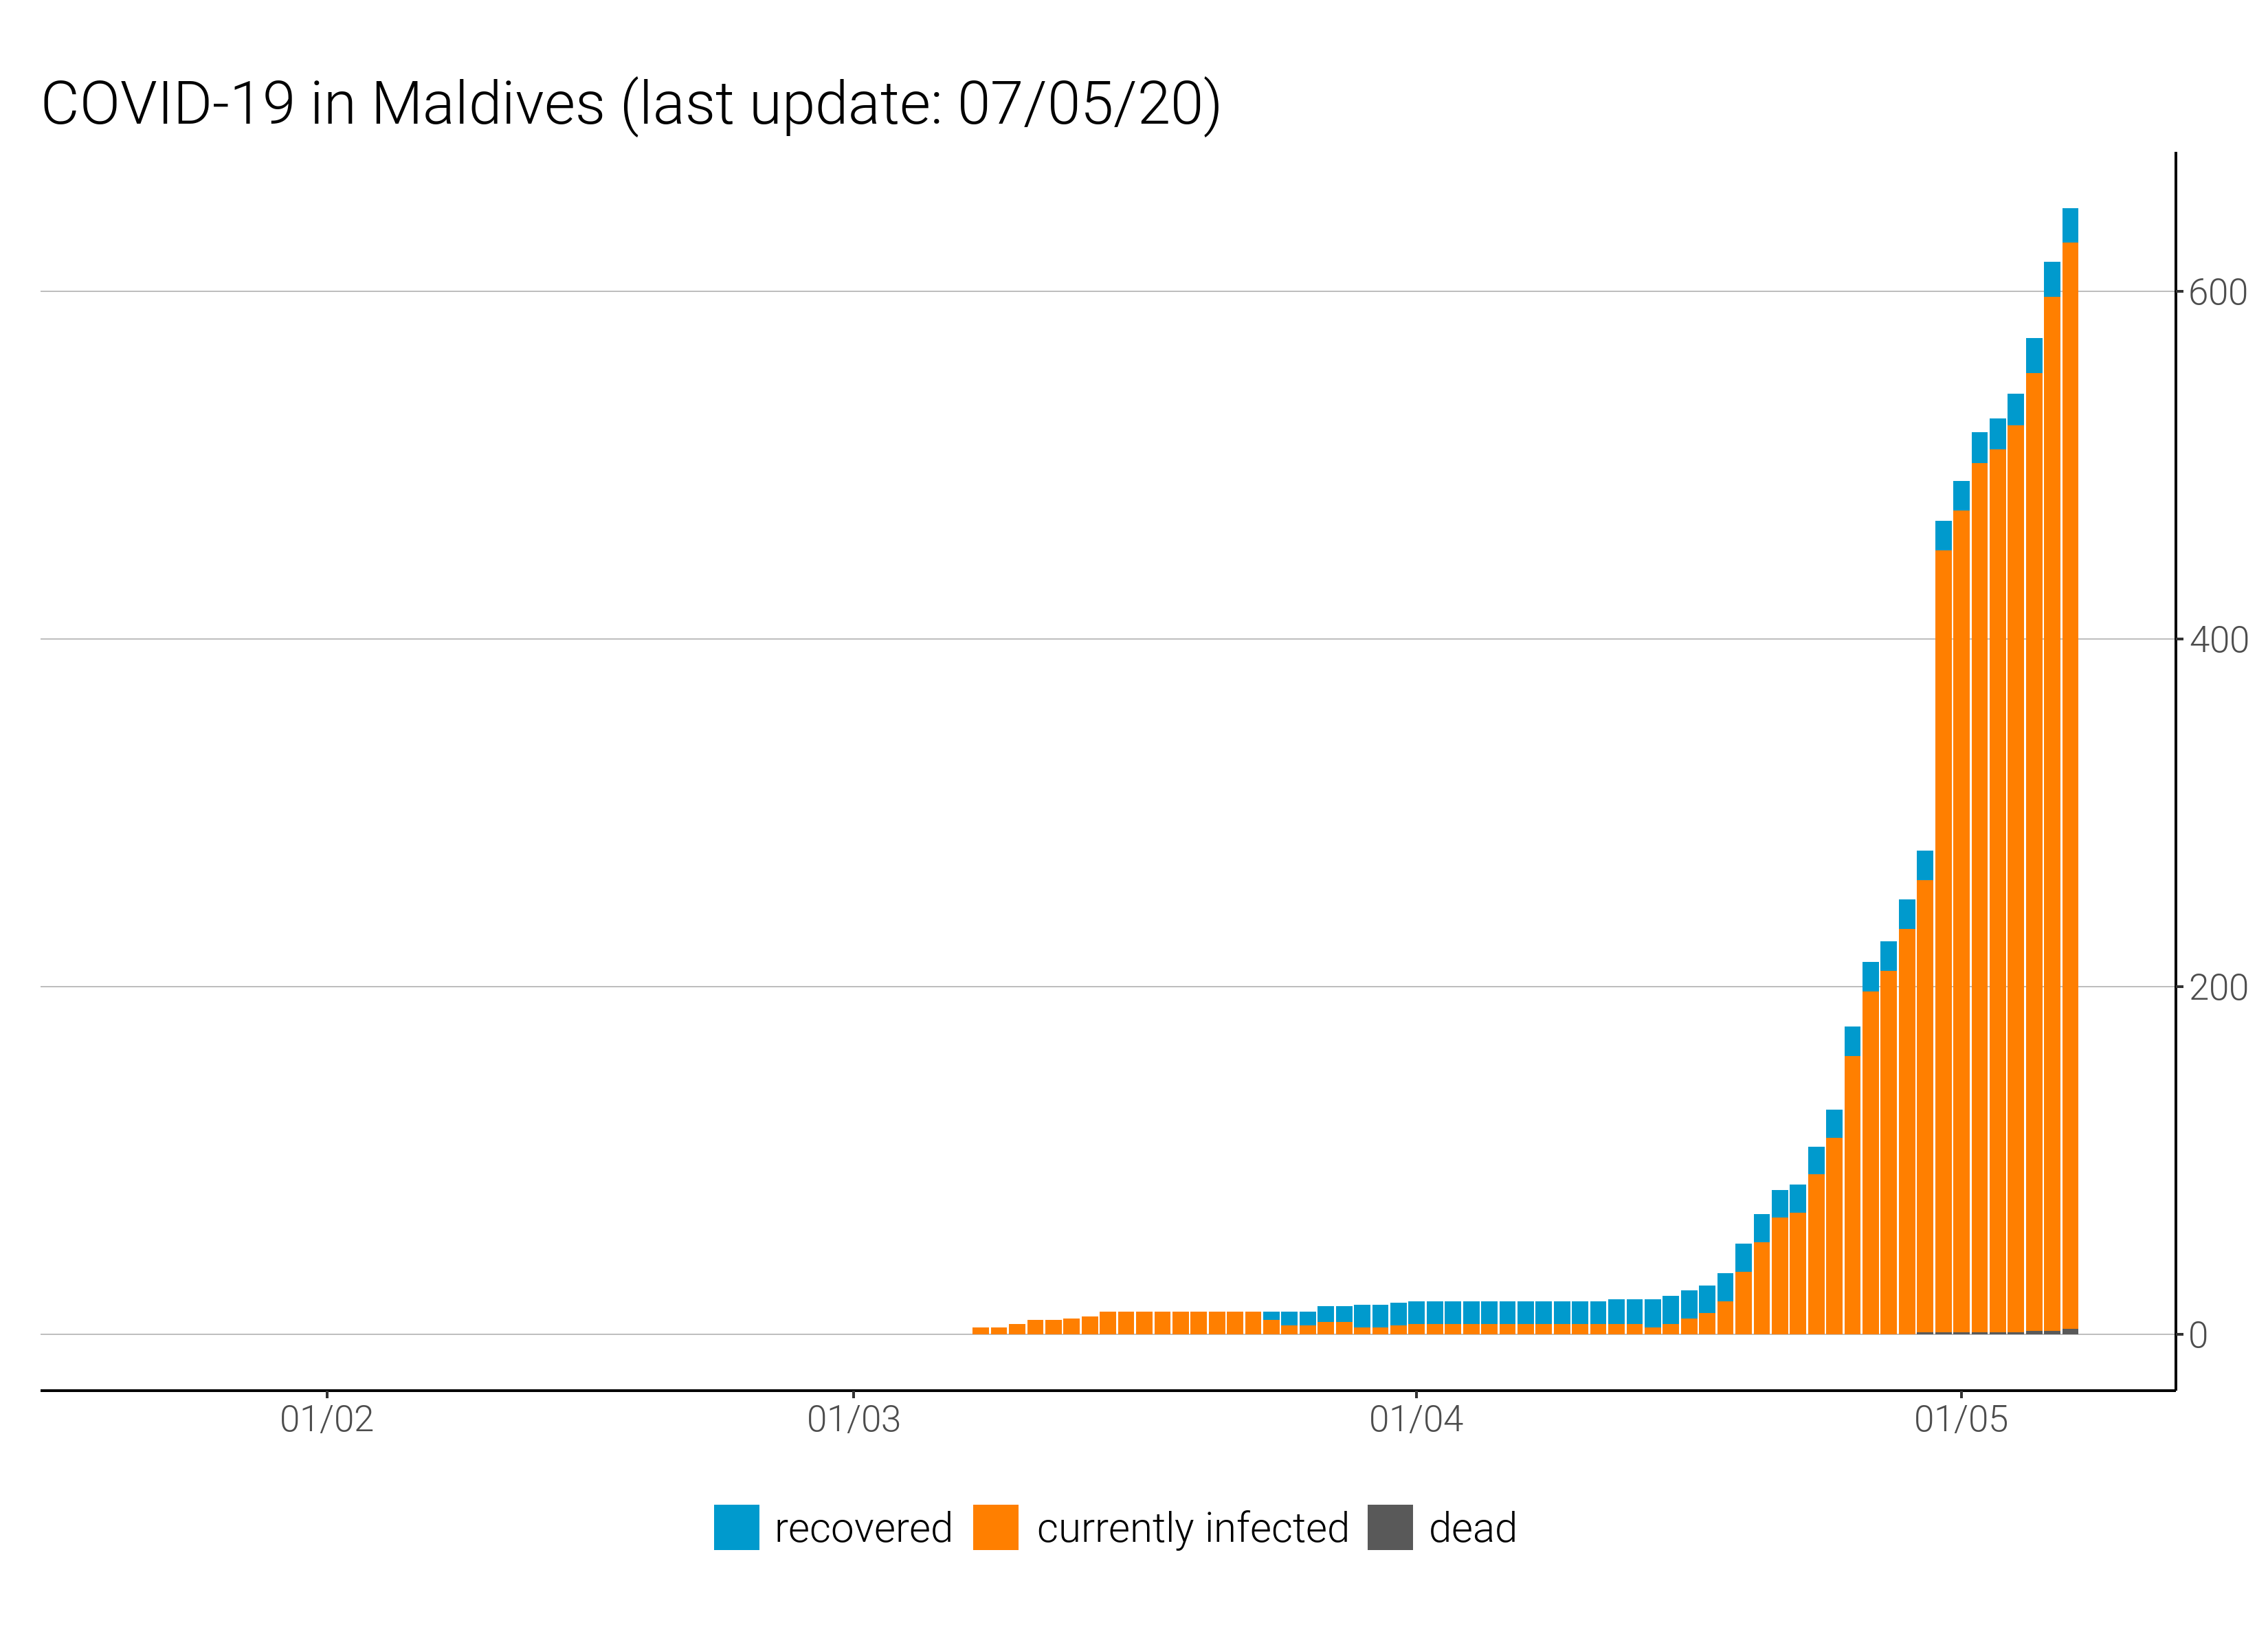 COVID-19 in Maldives (last update: 07/05/20)
600
400
200
0
01/02 01/03 01/04 01/05
recovered currently infected dead